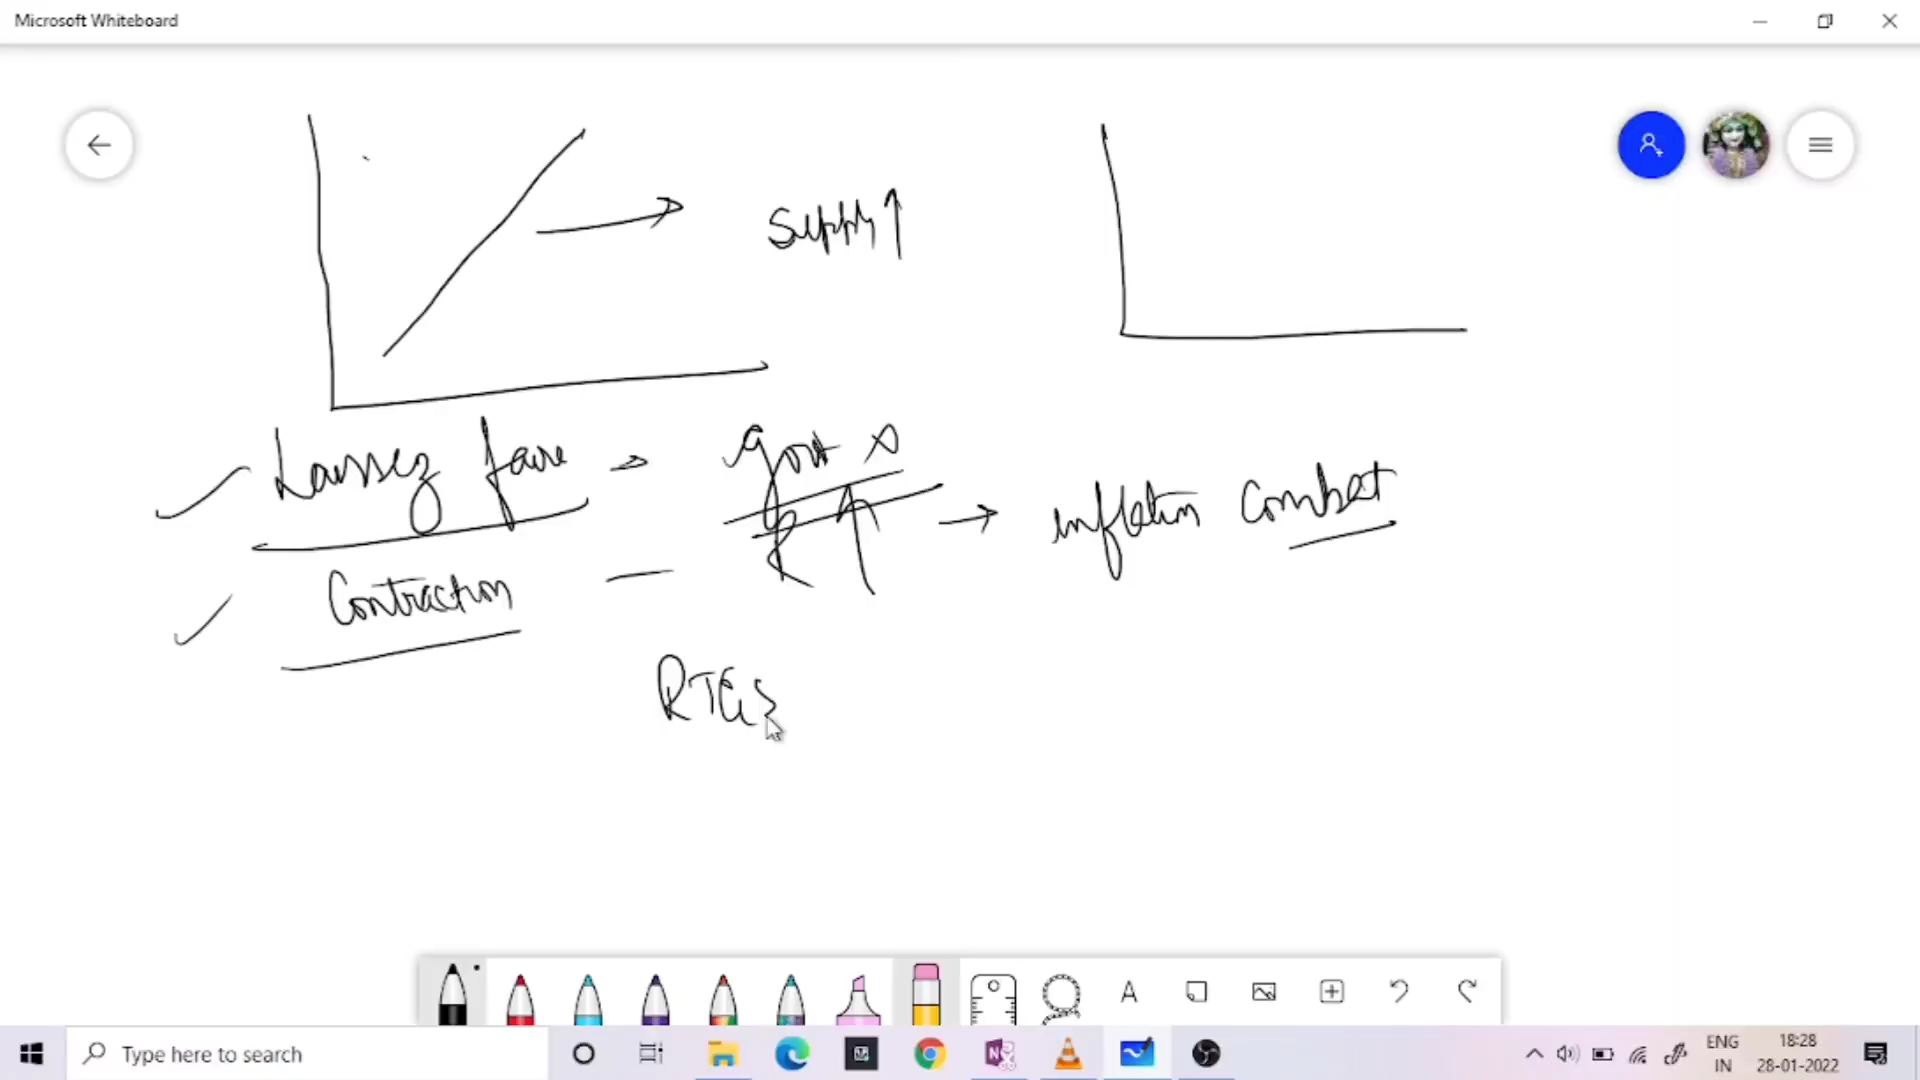 Microsoft Whiteboard
Supply ↑
Laissez faire → Govt x
R ↑ → inflation Combat
Contraction —
RTGS
A
Type here to search
ENG
IN
18:28
28-01-2022